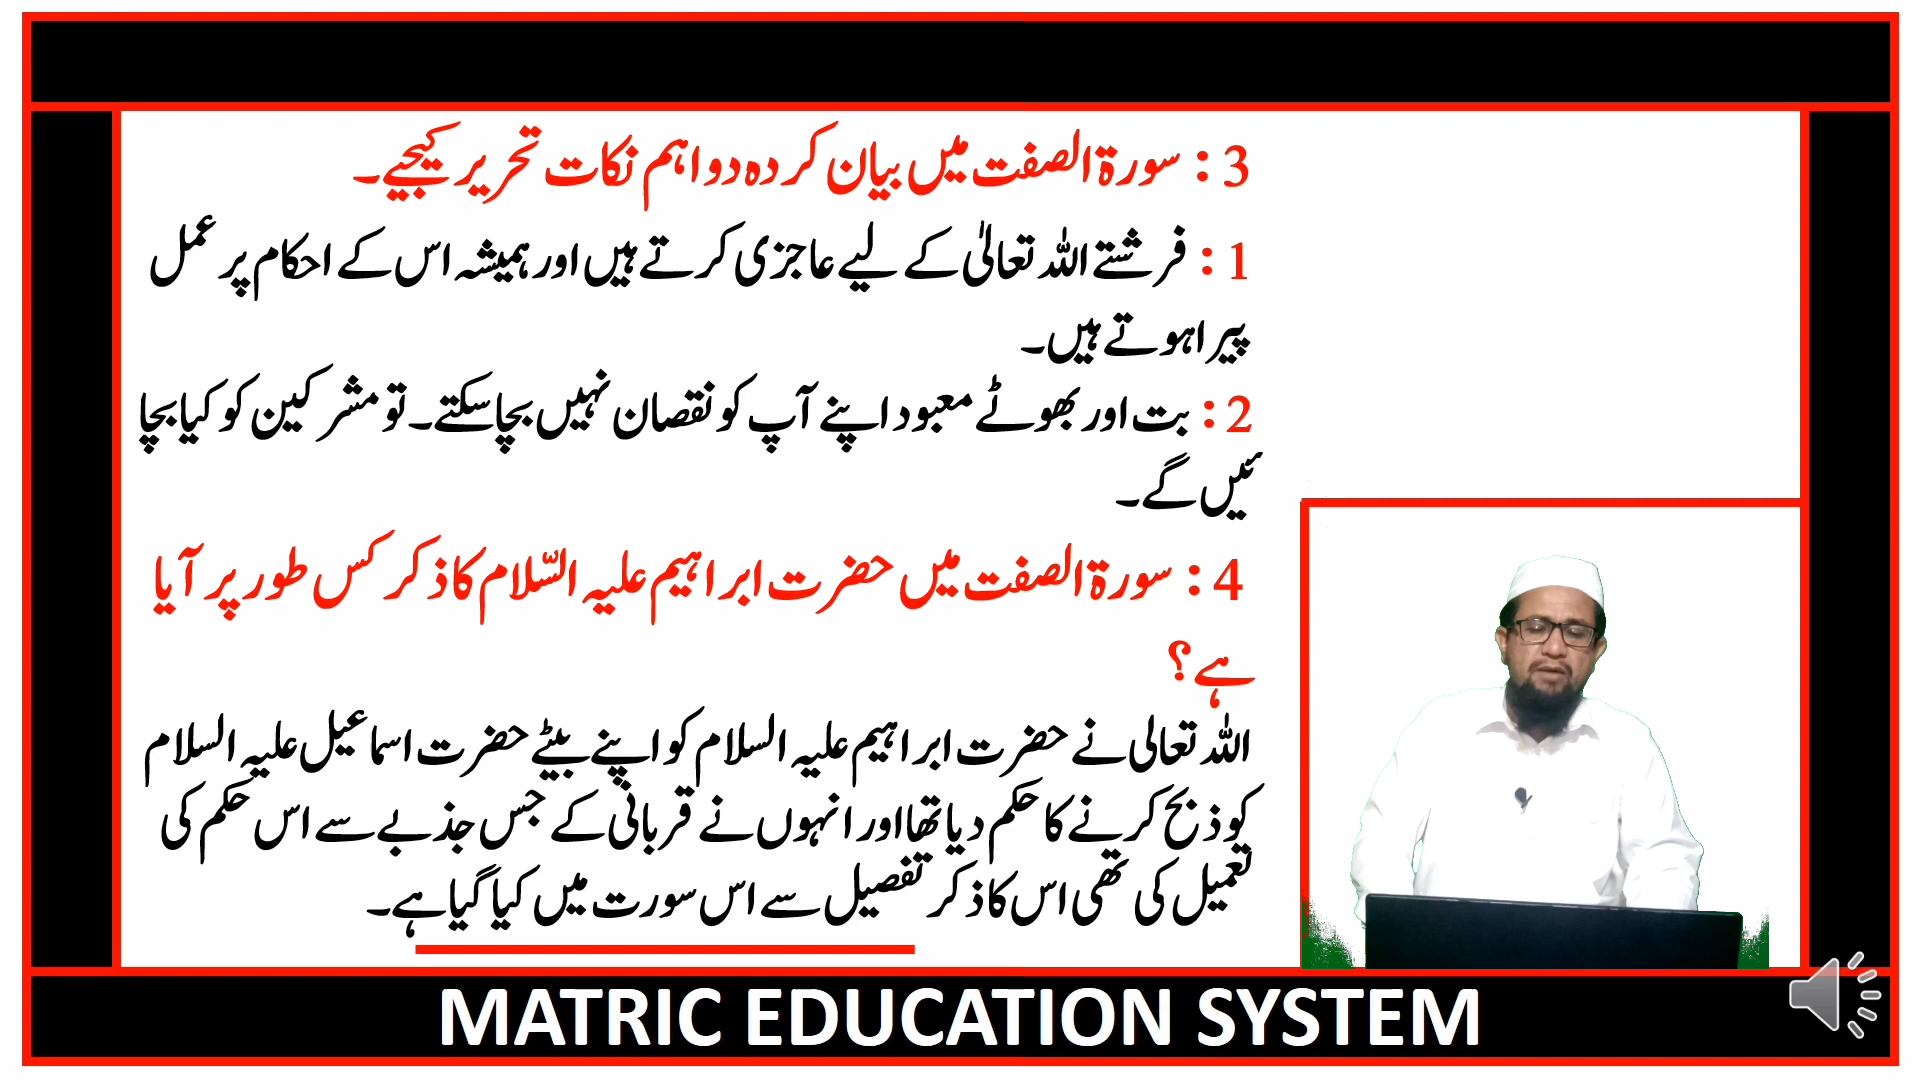 3 : سورۃ الصفت میں بیان کردہ دو اہم نکات تحریر کیجیے۔
1 : فرشتے اللہ تعالیٰ کے لیے عاجزی کرتے ہیں اور ہمیشہ اس کے احکام پر عمل
پیرا ہوتے ہیں۔
2 : بت اور بھوٹے معبود اپنے آپ کو نقصان نہیں بچا سکتے۔ تو مشرکین کو کیا بچا
ئیں گے۔
4 : سورۃ الصفت میں حضرت ابراہیم علیہ السّلام کا ذکر کس طور پر آیا
ہے؟
اللہ تعالی نے حضرت ابراہیم علیہ السلام کو اپنے بیٹے حضرت اسماعیل علیہ السلام
کو ذبح کرنے کا حکم دیا تھا اور انہوں نے قربانی کے جس جذبے سے اس حکم کی
تعمیل کی تھی اس کا ذکر تفصیل سے اس سورت میں کیا گیا ہے۔
MATRIC EDUCATION SYSTEM